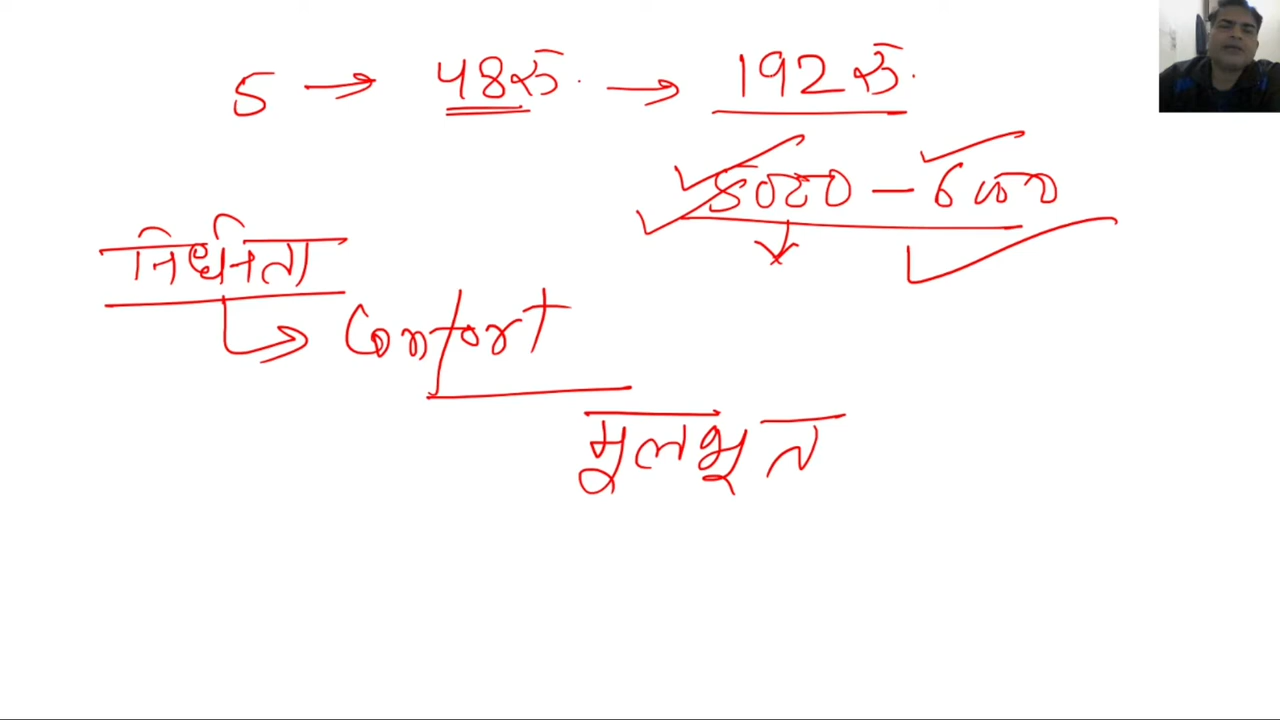 5 → 48रु. → 192रु.
5000 – 6000
निर्धनता
→ Comfort
मूलभूत